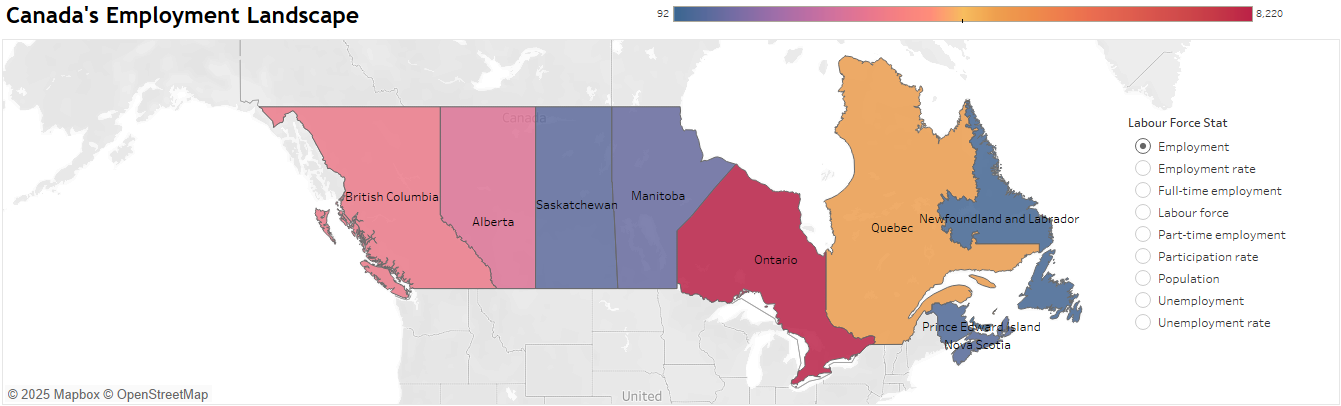 Canada's Employment Landscape
92
8,220
Canada
Labour Force Stat
Employment
Employment rate
Full-time employment
Labour force
Part-time employment
Participation rate
Population
Unemployment
Unemployment rate
British Columbia
Alberta
Saskatchewan
Manitoba
Ontario
Quebec
Newfoundland and Labrador
Prince Edward Island
Nova Scotia
United
© 2025 Mapbox © OpenStreetMap